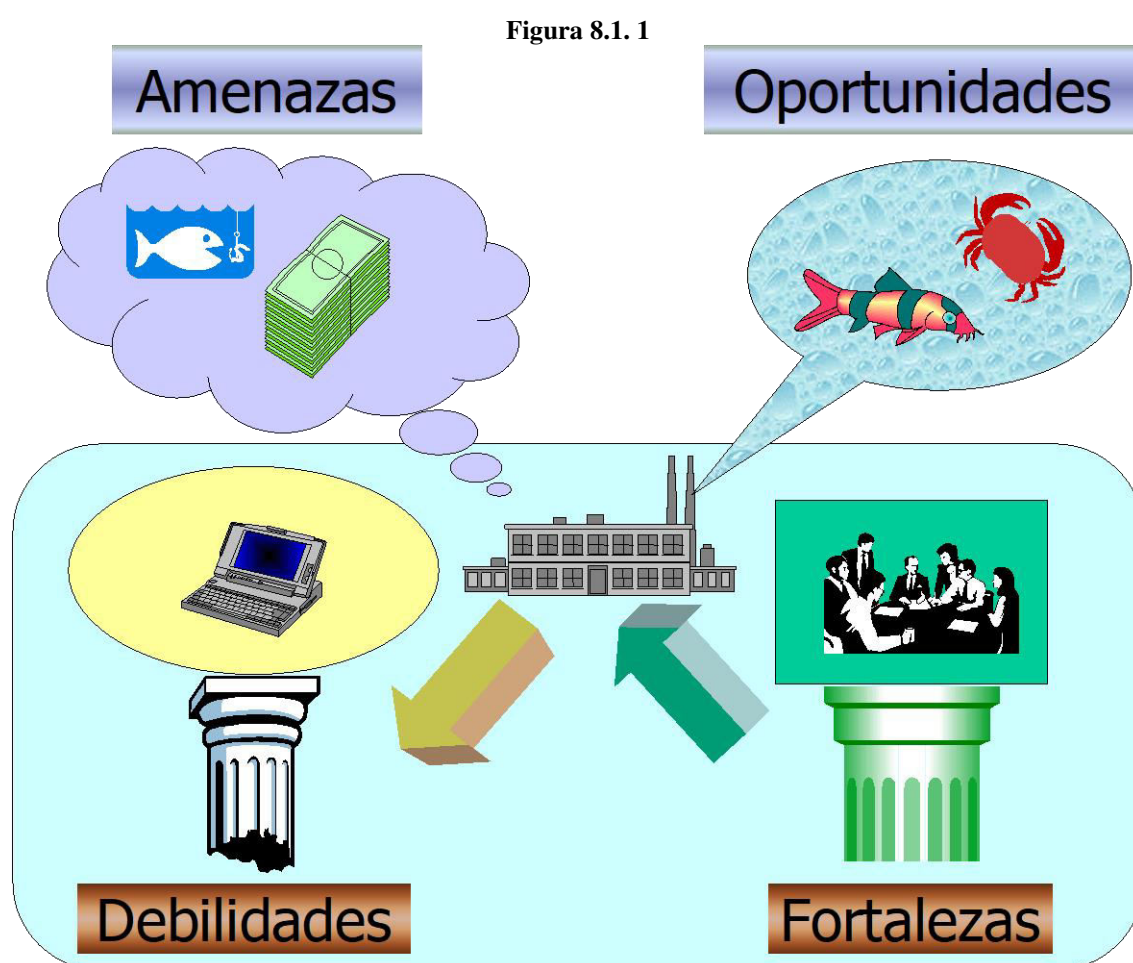 Figura 8.1. 1
Amenazas
Oportunidades
Debilidades
Fortalezas